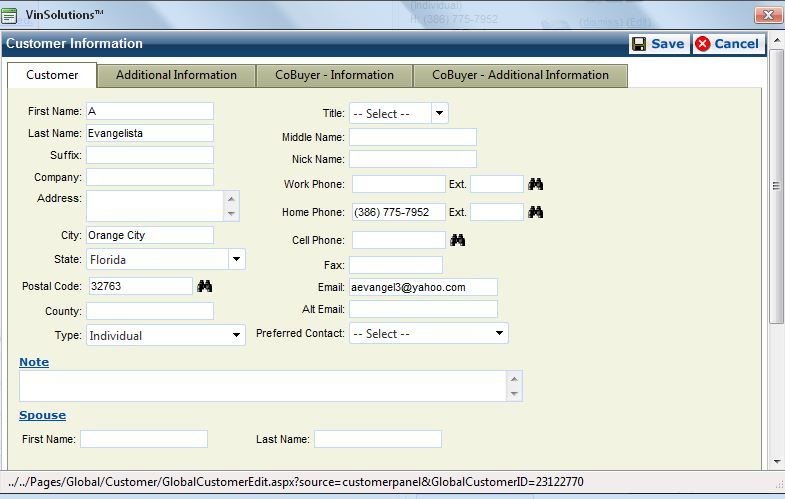 VinSolutions™
(Individual)
H: (386) 775-7952
(dismiss) (Edit)
Customer Information
Save Cancel
Customer Additional Information CoBuyer - Information CoBuyer - Additional Information
First Name: A
Title: -- Select --
Last Name: Evangelista
Middle Name:
Suffix:
Nick Name:
Company:
Work Phone: Ext.
Address:
Home Phone: (386) 775-7952 Ext.
City: Orange City
Cell Phone:
State: Florida
Fax:
Postal Code: 32763
Email: aevangel3@yahoo.com
County:
Alt Email:
Type: Individual
Preferred Contact: -- Select --
Note
Spouse
First Name: Last Name:
../../Pages/Global/Customer/GlobalCustomerEdit.aspx?source=customerpanel&GlobalCustomerID=23122770